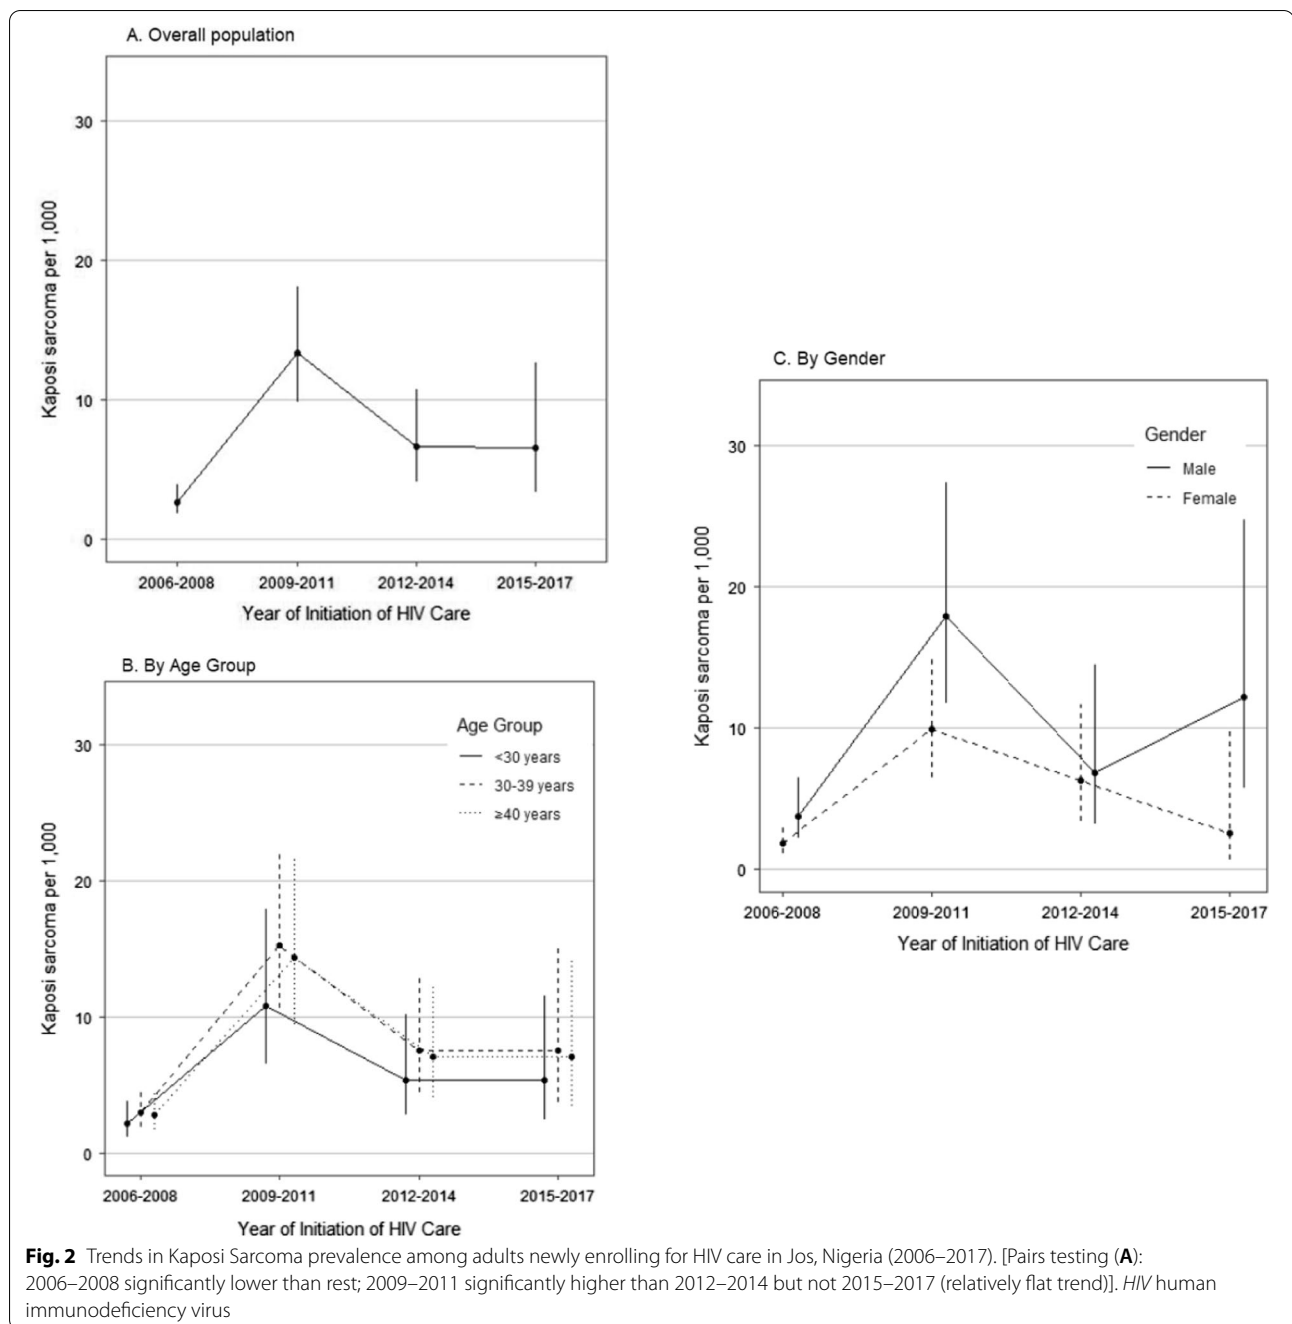 A. Overall population
30
20
10
0
Kaposi sarcoma per 1,000
2006-2008 2009-2011 2012-2014 2015-2017
Year of Initiation of HIV Care
B. By Age Group
Age Group
<30 years
30-39 years
≥40 years
30
20
10
0
Kaposi sarcoma per 1,000
2006-2008 2009-2011 2012-2014 2015-2017
Year of Initiation of HIV Care
C. By Gender
Gender
Male
Female
30
20
10
0
Kaposi sarcoma per 1,000
2006-2008 2009-2011 2012-2014 2015-2017
Year of Initiation of HIV Care
Fig. 2 Trends in Kaposi Sarcoma prevalence among adults newly enrolling for HIV care in Jos, Nigeria (2006–2017). [Pairs testing (A):
2006–2008 significantly lower than rest; 2009–2011 significantly higher than 2012–2014 but not 2015–2017 (relatively flat trend)]. HIV human
immunodeficiency virus